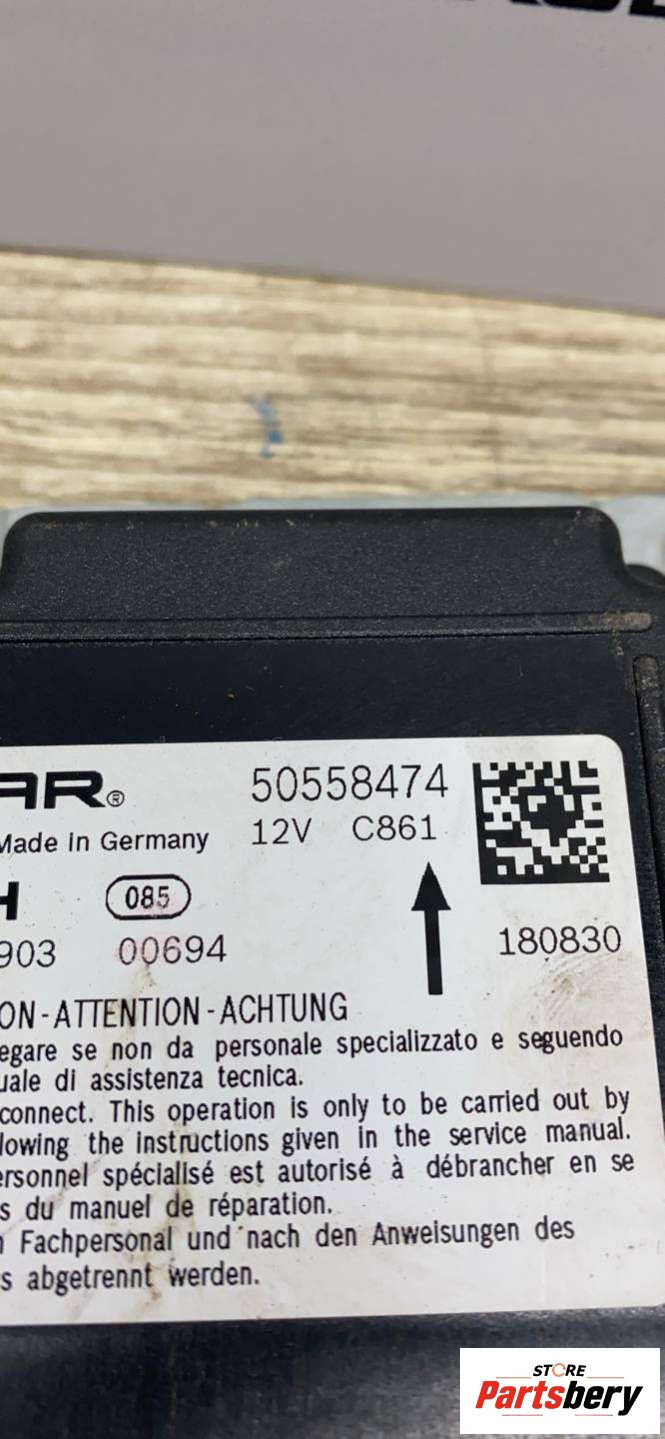 AR® 50558474
Made in Germany 12V C861
H 085
903 00694 180830
ON - ATTENTION - ACHTUNG
egare se non da personale specializzato e seguendo
uale di assistenza tecnica.
connect. This operation is only to be carried out by
lowing the instructions given in the service manual.
ersonnel spécialisé est autorisé à débrancher en se
s du manuel de réparation.
n Fachpersonal und nach den Anweisungen des
s abgetrennt werden.
STORE
Partsbery